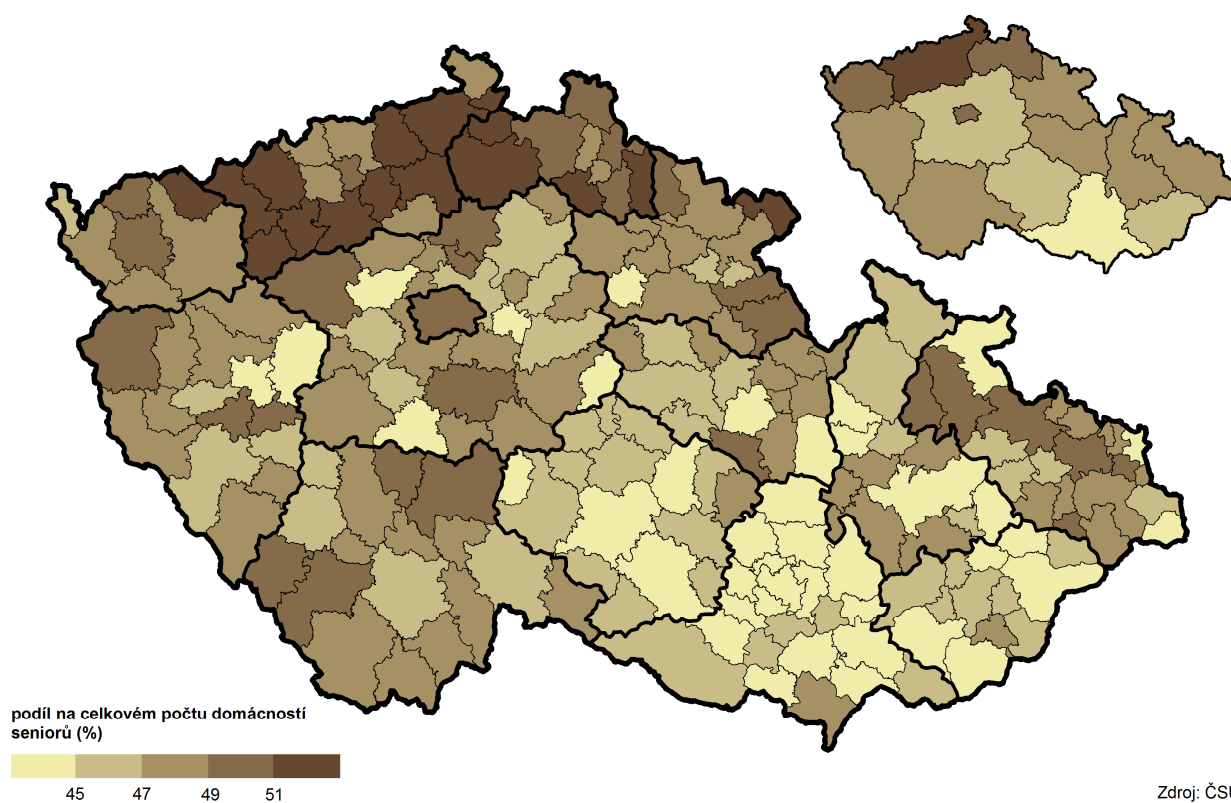 podíl na celkovém počtu domácností
seniorů (%)
45 47 49 51
Zdroj: ČSÚ